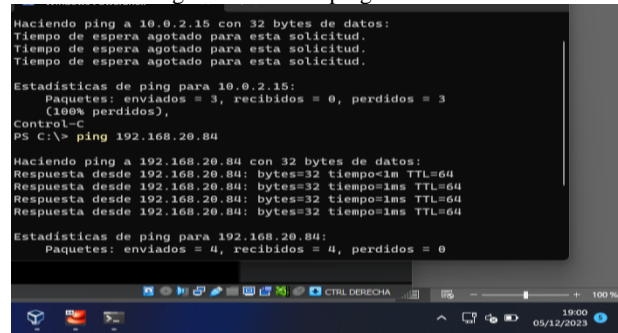 Haciendo ping a 10.0.2.15 con 32 bytes de datos:
Tiempo de espera agotado para esta solicitud.
Tiempo de espera agotado para esta solicitud.
Tiempo de espera agotado para esta solicitud.
Estadísticas de ping para 10.0.2.15:
Paquetes: enviados = 3, recibidos = 0, perdidos = 3
(100% perdidos),
Control-C
PS C:\> ping 192.168.20.84
Haciendo ping a 192.168.20.84 con 32 bytes de datos:
Respuesta desde 192.168.20.84: bytes=32 tiempo<1m TTL=64
Respuesta desde 192.168.20.84: bytes=32 tiempo=1ms TTL=64
Respuesta desde 192.168.20.84: bytes=32 tiempo=1ms TTL=64
Respuesta desde 192.168.20.84: bytes=32 tiempo=1ms TTL=64
Estadísticas de ping para 192.168.20.84:
Paquetes: enviados = 4, recibidos = 4, perdidos = 0
CTRL DERECHA
100 %
19:00
05/12/2023